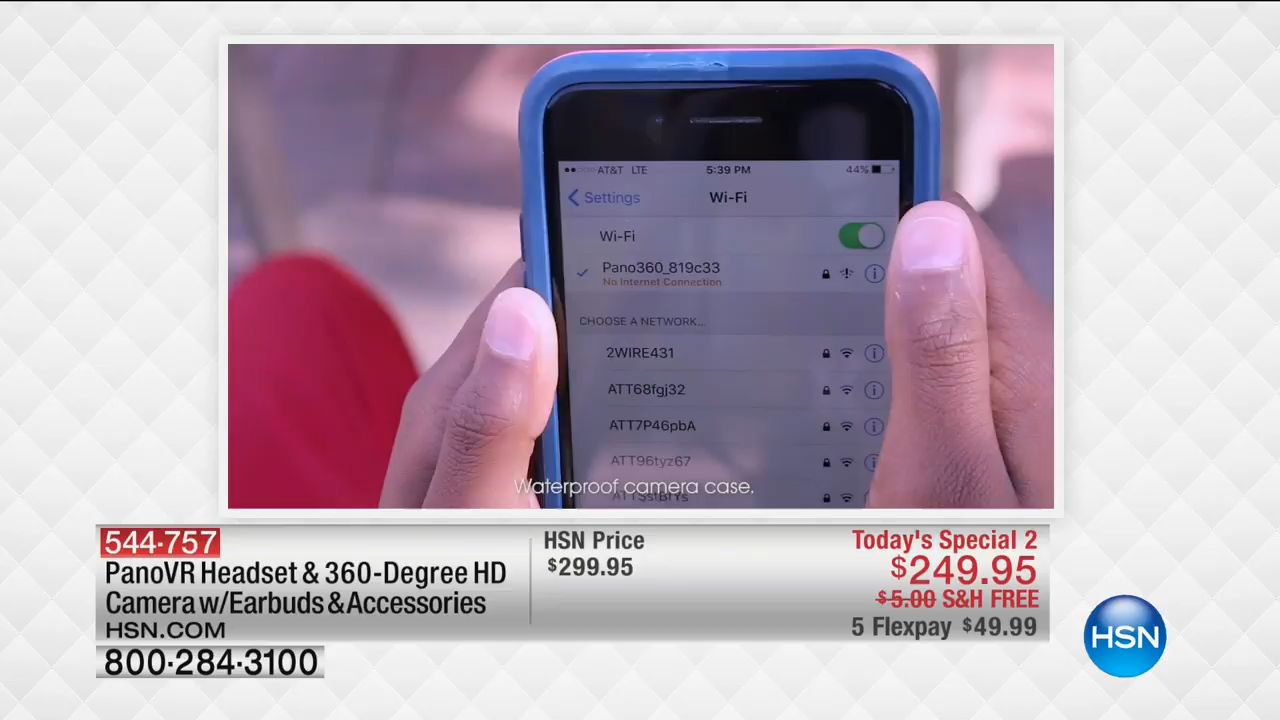 AT&T LTE 5:39 PM 44%
Settings Wi-Fi
Wi-Fi
Pano360_819c33
No Internet Connection
CHOOSE A NETWORK...
2WIRE431
ATT68fgj32
ATT7P46pbA
ATT96tyz67
Waterproof camera case.
544-757
PanoVR Headset & 360-Degree HD
Camera w/Earbuds & Accessories
HSN.COM
800-284-3100
HSN Price
$299.95
Today's Special 2
$249.95
$5.00 S&H FREE
5 Flexpay $49.99
HSN